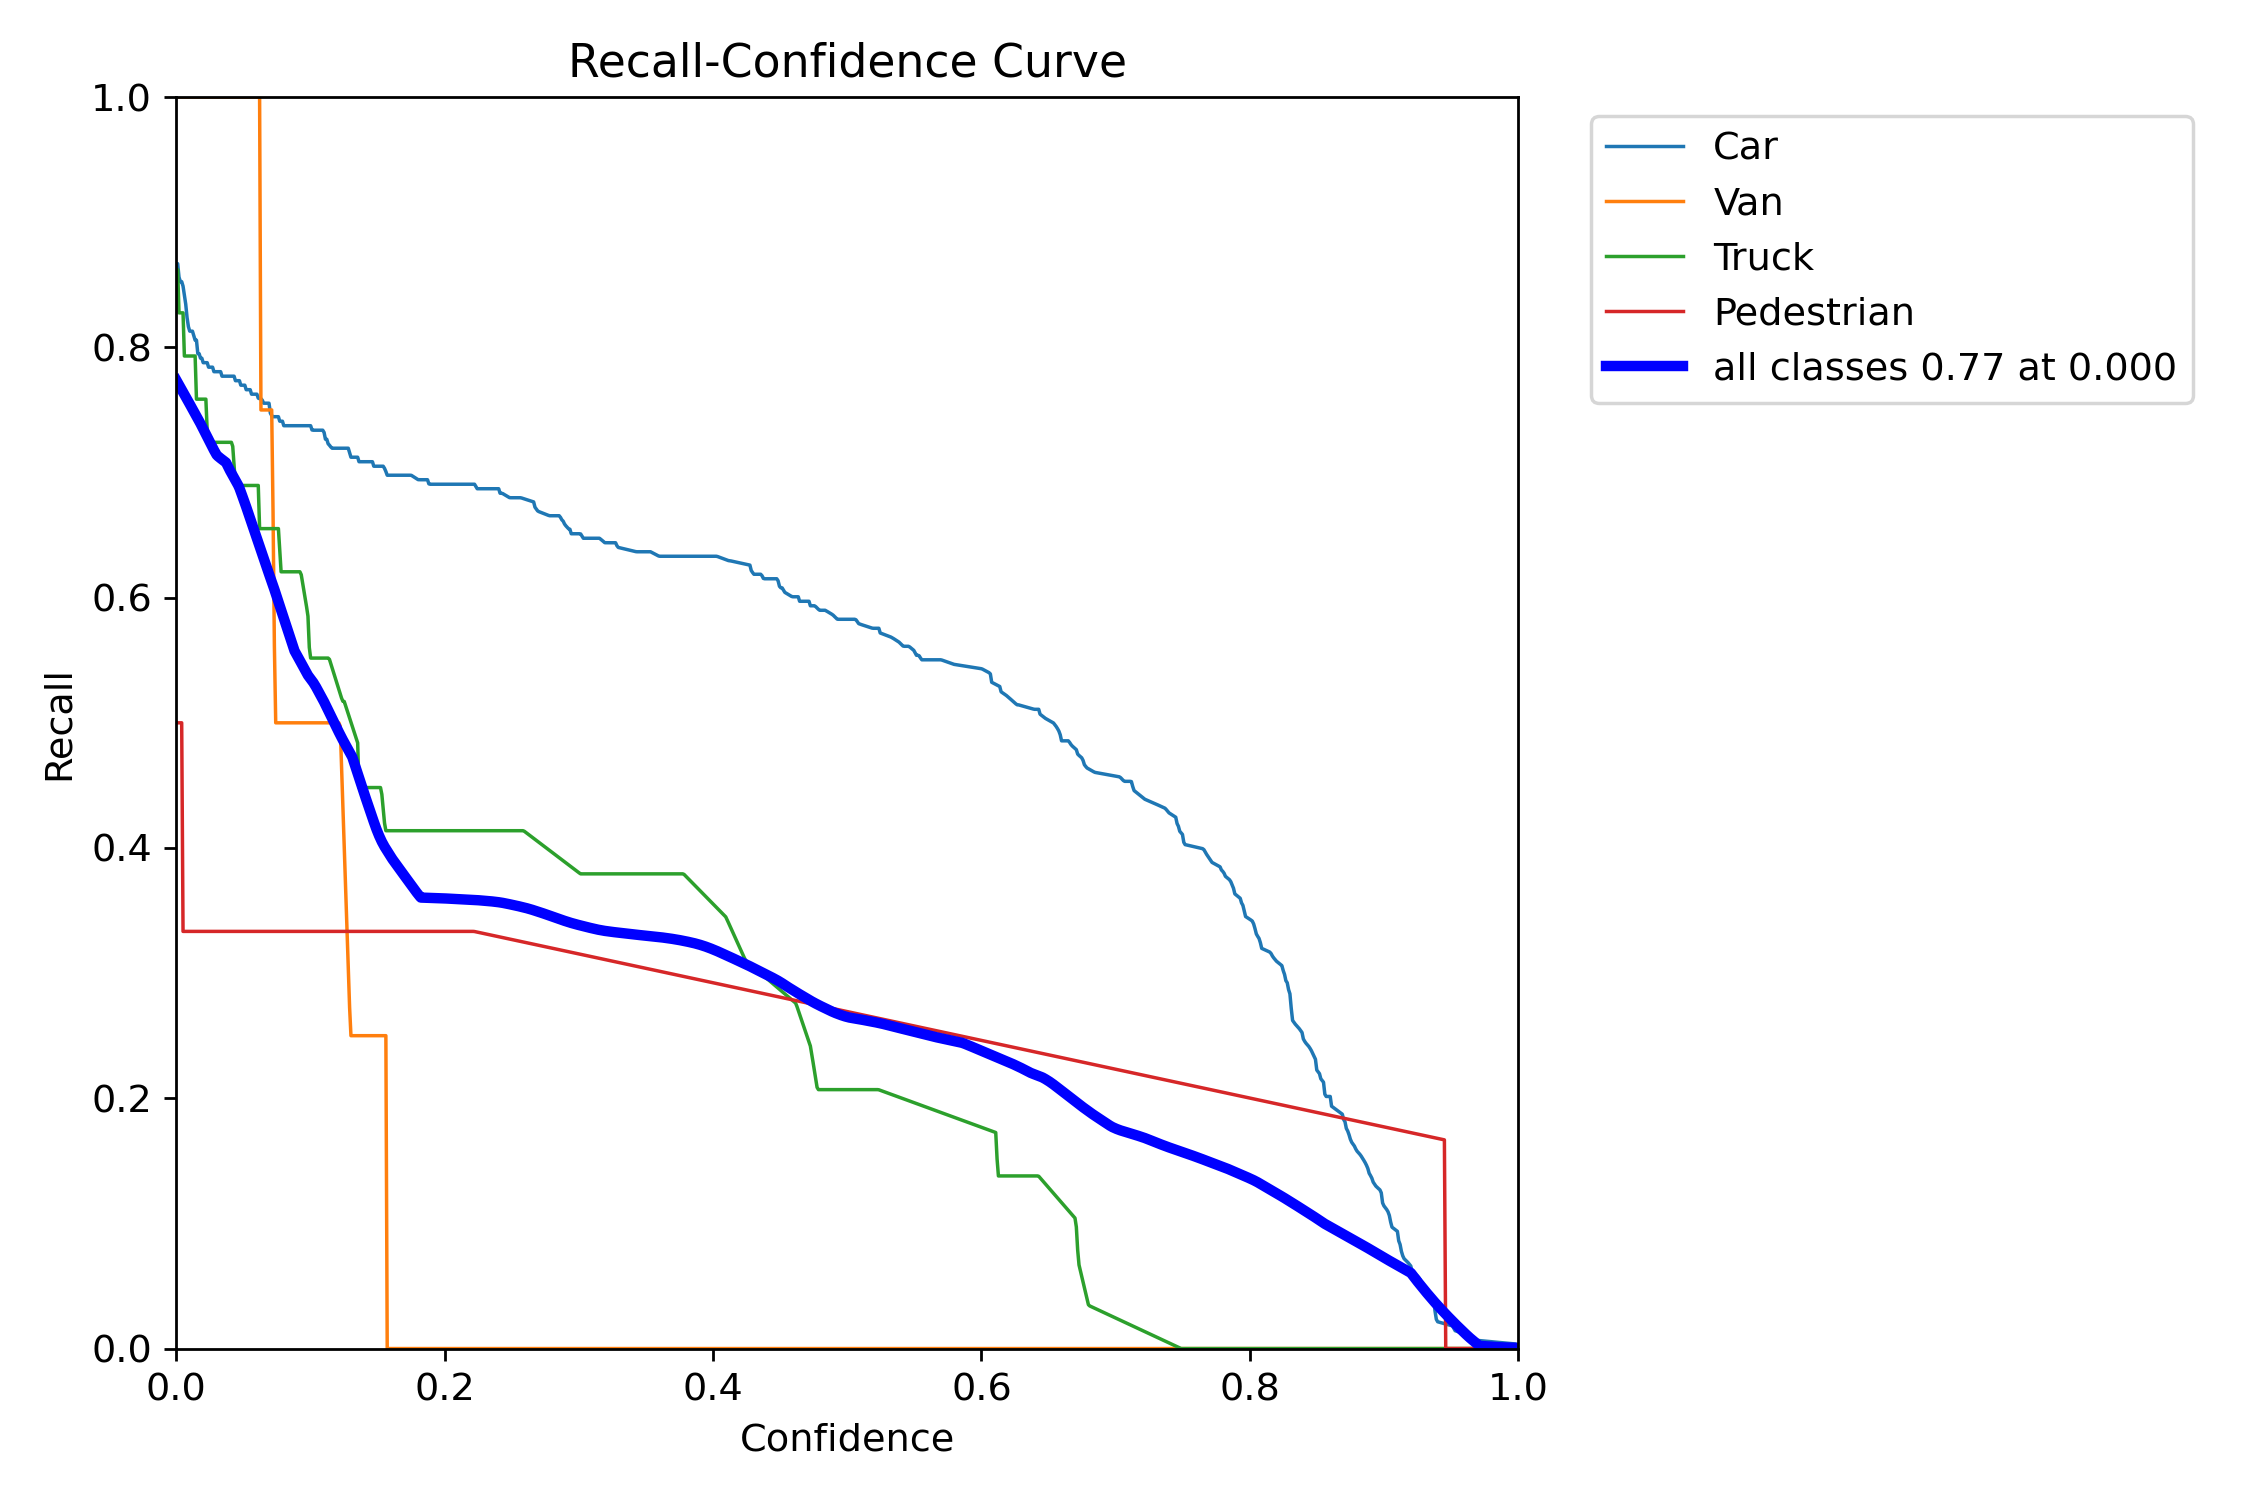 Recall-Confidence Curve
1.0
0.8
0.6
0.4
0.2
0.0
Recall
0.0 0.2 0.4 0.6 0.8 1.0
Confidence
Car
Van
Truck
Pedestrian
all classes 0.77 at 0.000